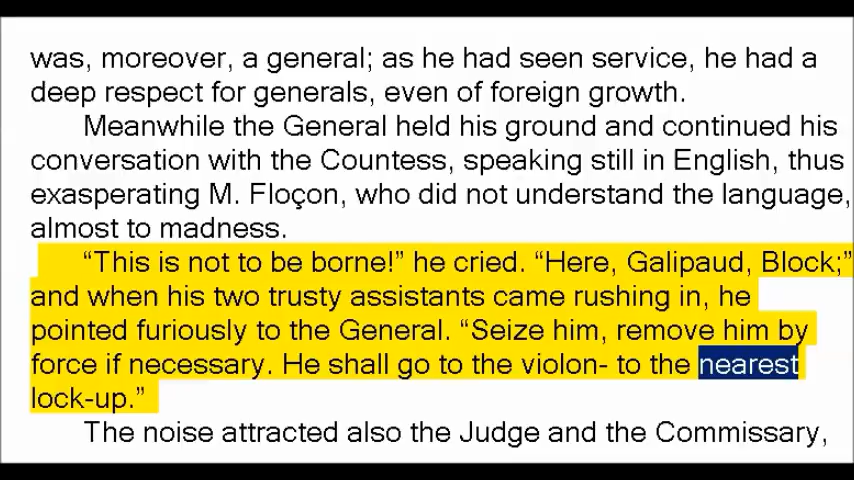 was, moreover, a general; as he had seen service, he had a
deep respect for generals, even of foreign growth.
Meanwhile the General held his ground and continued his
conversation with the Countess, speaking still in English, thus
exasperating M. Floçon, who did not understand the language,
almost to madness.
“This is not to be borne!” he cried. “Here, Galipaud, Block;”
and when his two trusty assistants came rushing in, he
pointed furiously to the General. “Seize him, remove him by
force if necessary. He shall go to the violon- to the nearest
lock-up.”
The noise attracted also the Judge and the Commissary,